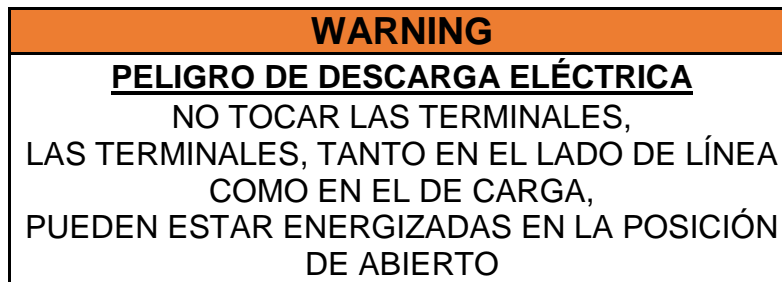 WARNING
PELIGRO DE DESCARGA ELÉCTRICA
NO TOCAR LAS TERMINALES,
LAS TERMINALES, TANTO EN EL LADO DE LÍNEA
COMO EN EL DE CARGA,
PUEDEN ESTAR ENERGIZADAS EN LA POSICIÓN
DE ABIERTO